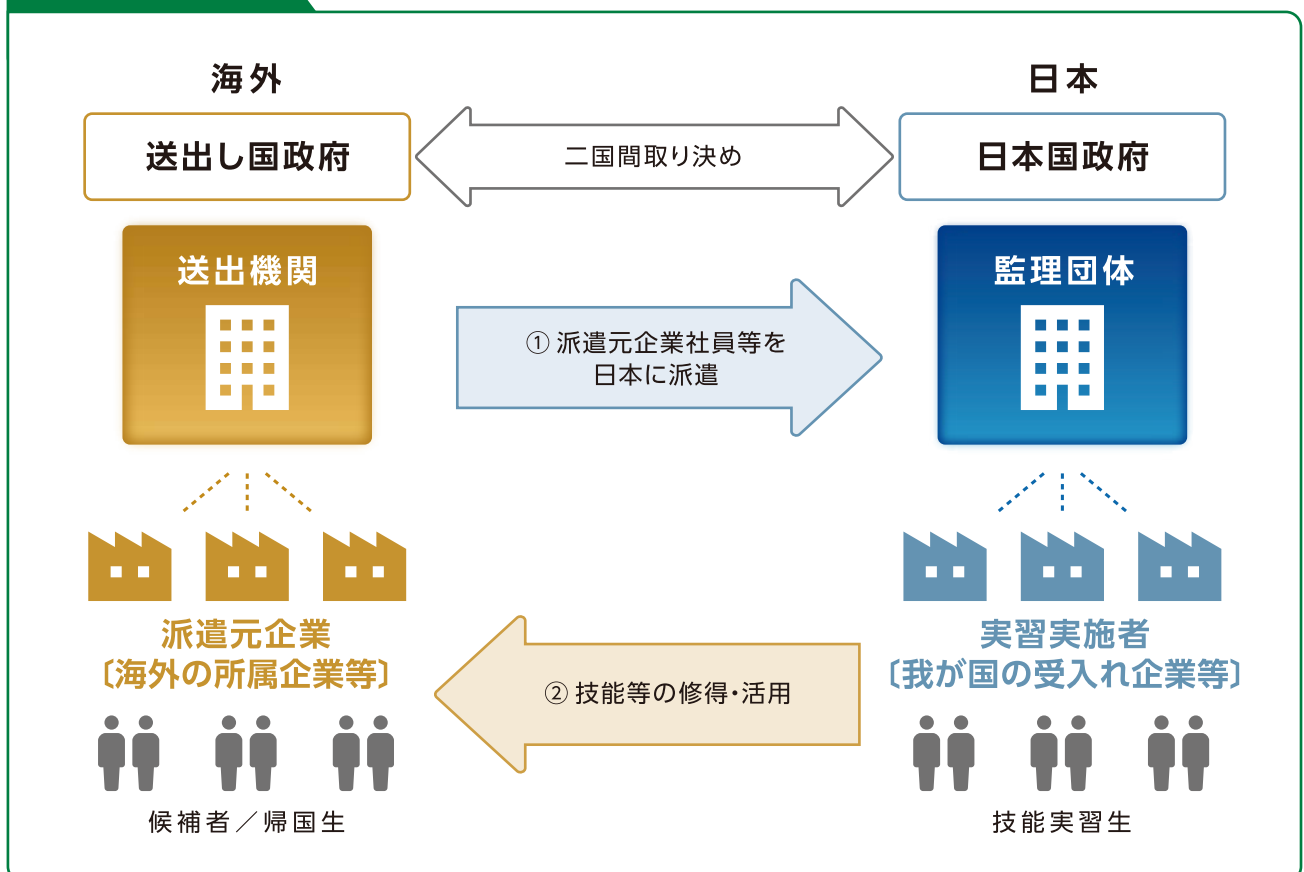 海外
日本
送出し国政府
二国間取り決め
日本国政府
送出機関
監理団体
① 派遣元企業社員等を
日本に派遣
派遣元企業
〔海外の所属企業等〕
実習実施者
〔我が国の受入れ企業等〕
② 技能等の修得・活用
候補者／帰国生
技能実習生